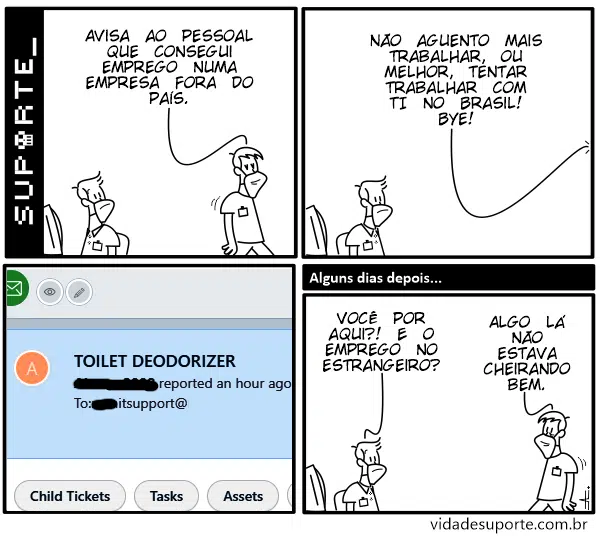 SUPORTE_
AVISA AO PESSOAL
QUE CONSEGUI
EMPREGO NUMA
EMPRESA FORA DO
PAÍS.
NÃO AGUENTO MAIS
TRABALHAR, OU
MELHOR, TENTAR
TRABALHAR COM
TI NO BRASIL!
BYE!
A
TOILET DEODORIZER
reported an hour ago
To: itsupport@
Child Tickets
Tasks
Assets
Alguns dias depois...
VOCÊ POR
AQUI?! E O
EMPREGO NO
ESTRANGEIRO?
ALGO LÁ
NÃO
ESTAVA
CHEIRANDO
BEM.
vidadesuporte.com.br